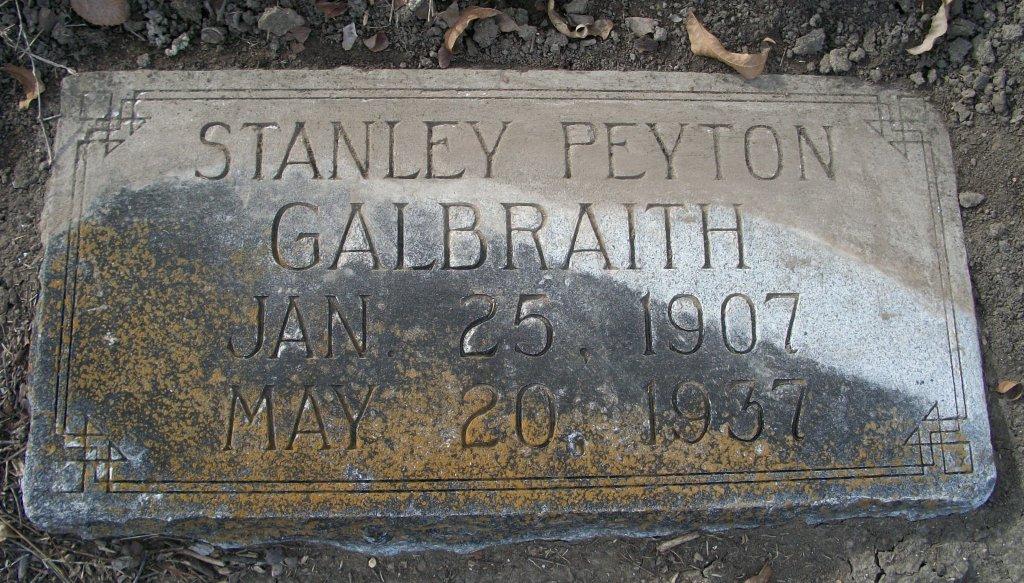 STANLEY PEYTON
GALBRAITH
JAN. 25, 1907
MAY 20, 1937